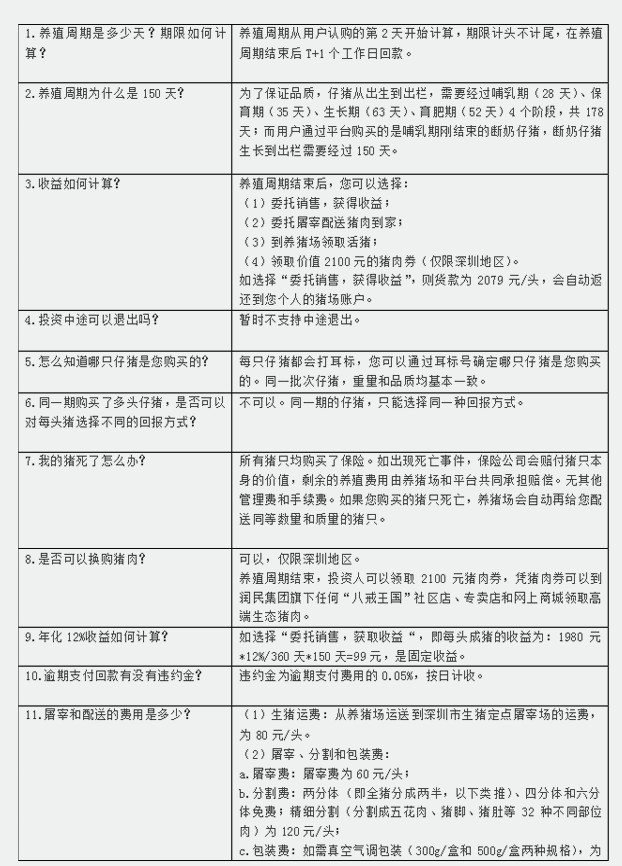 1.养殖周期是多少天？期限如何计
算？
养殖周期从用户认购的第 2 天开始计算，期限计头不计尾，在养殖
周期结束后 T+1 个工作日回款。
2.养殖周期为什么是 150 天？
为了保证品质，仔猪从出生到出栏，需要经过哺乳期（28 天）、保
育期（35 天）、生长期（63 天）、育肥期（52 天）4 个阶段，共 178
天；而用户通过平台购买的是哺乳期刚结束的断奶仔猪，断奶仔猪
生长到出栏需要经过 150 天。
3.收益如何计算？
养殖周期结束后，您可以选择：
（1）委托销售，获得收益；
（2）委托屠宰配送猪肉到家；
（3）到养猪场领取活猪；
（4）领取价值 2100 元的猪肉券（仅限深圳地区）。
如选择“委托销售，获得收益”，则货款为 2079 元/头，会自动返
还到您个人的猪场账户。
4.投资中途可以退出吗？
暂时不支持中途退出。
5.怎么知道哪只仔猪是您购买的？
每只仔猪都会打耳标，您可以通过耳标号确定哪只仔猪是您购买
的。同一批次仔猪，重量和品质均基本一致。
6.同一期购买了多头仔猪，是否可以
对每头猪选择不同的回报方式？
不可以。同一期的仔猪，只能选择同一种回报方式。
7.我的猪死了怎么办？
所有猪只均购买了保险。如出现死亡事件，保险公司会赔付猪只本
身的价值，剩余的养殖费用由养猪场和平台共同承担赔偿。无其他
管理费和手续费。如果您购买的猪只死亡，养猪场会自动再给您配
送同等数量和质量的猪只。
8.是否可以换购猪肉？
可以，仅限深圳地区。
养殖周期结束，投资人可以领取 2100 元猪肉券，凭猪肉券可以到
润民集团旗下任何“八戒王国”社区店、专卖店和网上商城领取高
端生态猪肉。
9.年化 12%收益如何计算？
如选择“委托销售，获取收益“，即每头成猪的收益为：1980 元
*12%/360 天*150 天=99 元，是固定收益。
10.逾期支付回款有没有违约金？
违约金为逾期支付费用的 0.05%，按日计收。
11.屠宰和配送的费用是多少？
（1）生猪运费：从养猪场运送到深圳市生猪定点屠宰场的运费，
为 80 元/头。
（2）屠宰、分割和包装费：
a.屠宰费：屠宰费为 60 元/头；
b.分割费：两分体（即全猪分成两半，以下类推）、四分体和六分
体免费；精细分割（分割成五花肉、猪脚、猪肚等 32 种不同部位
肉）为 120 元/头；
c.包装费：如需真空气调包装（300g/盒和 500g/盒两种规格），为